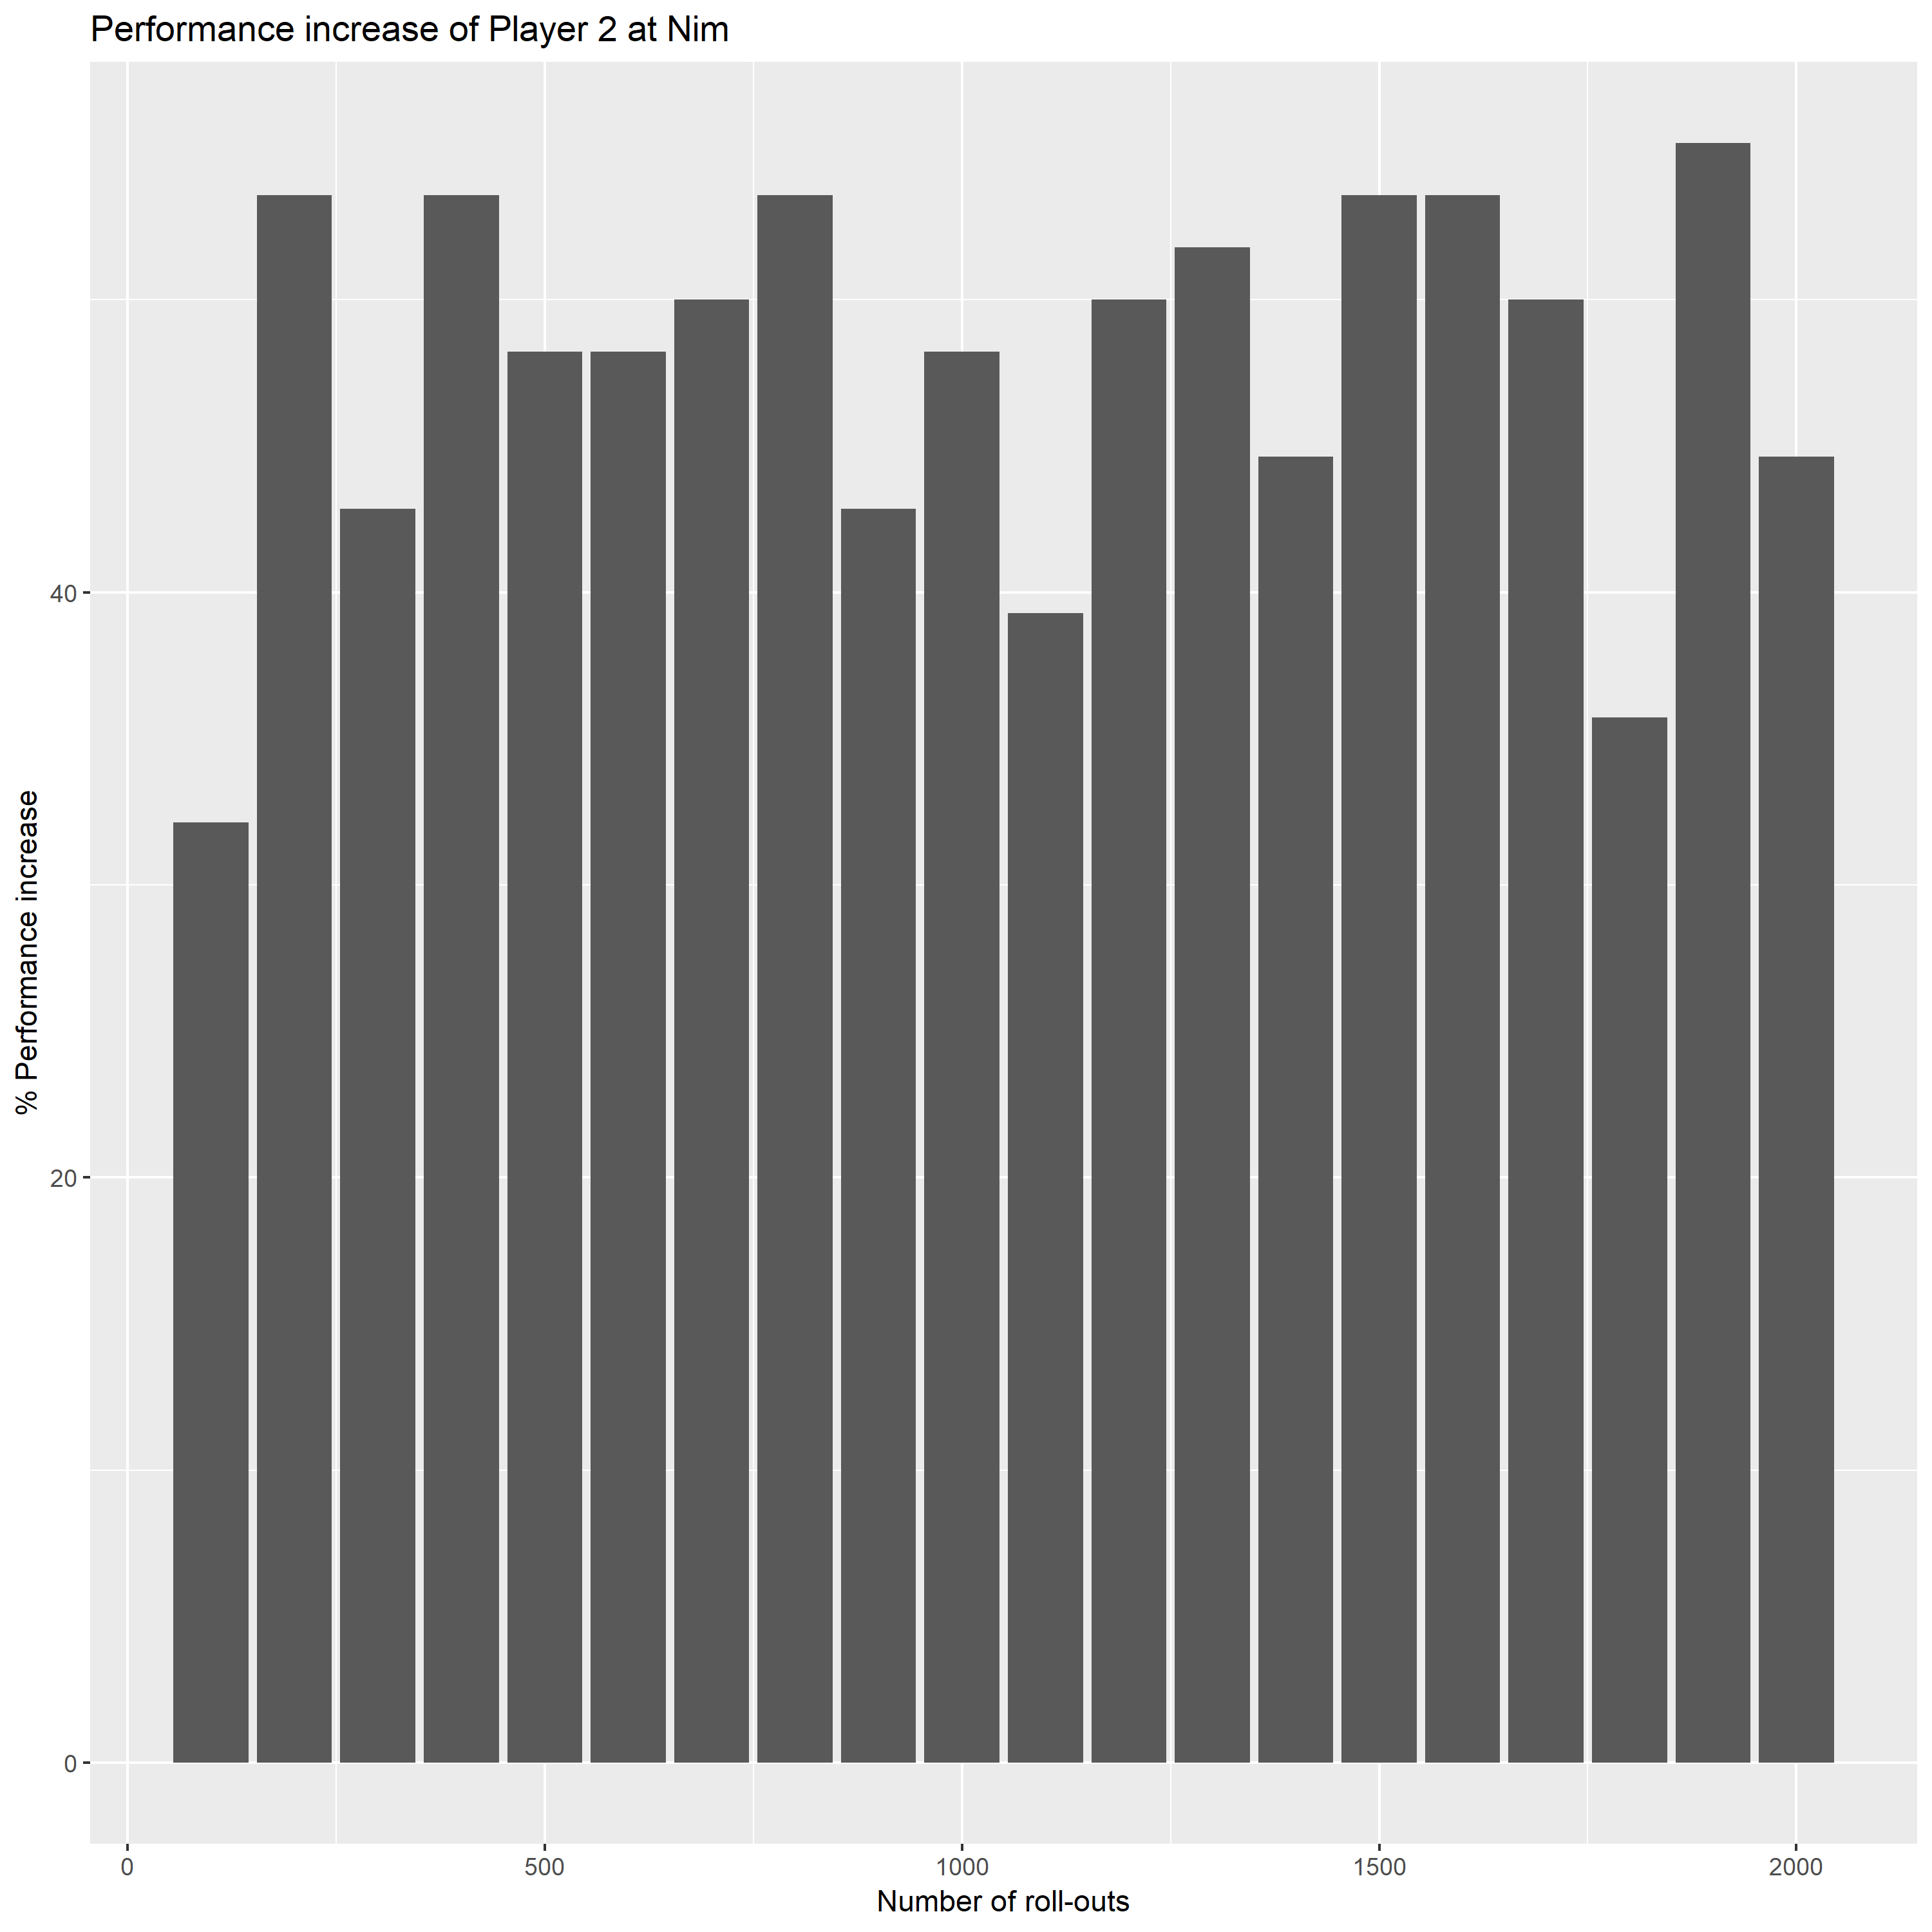 Performance increase of Player 2 at Nim
% Performance increase
40
20
0
0 500 1000 1500 2000
Number of roll-outs